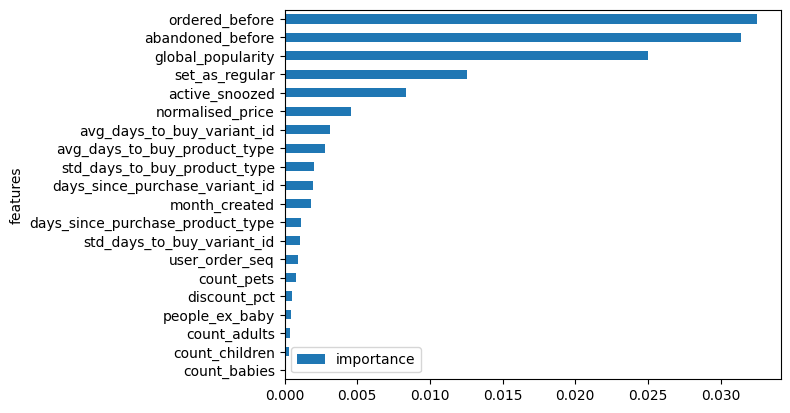 ordered_before
abandoned_before
global_popularity
set_as_regular
active_snoozed
normalised_price
avg_days_to_buy_variant_id
avg_days_to_buy_product_type
std_days_to_buy_product_type
days_since_purchase_variant_id
month_created
days_since_purchase_product_type
std_days_to_buy_variant_id
user_order_seq
count_pets
discount_pct
people_ex_baby
count_adults
count_children
count_babies
features
importance
0.000 0.005 0.010 0.015 0.020 0.025 0.030